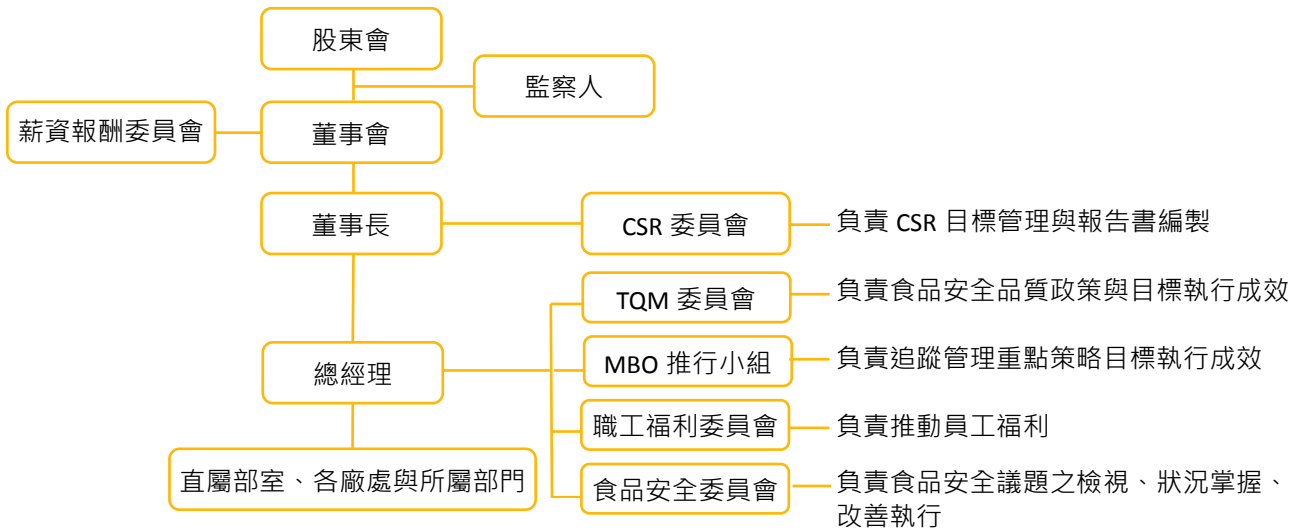 股東會
監察人
薪資報酬委員會
董事會
董事長
CSR 委員會
負責 CSR 目標管理與報告書編製
TQM 委員會
負責食品安全品質政策與目標執行成效
總經理
MBO 推行小組
負責追蹤管理重點策略目標執行成效
職工福利委員會
負責推動員工福利
直屬部室、各廠處與所屬部門
食品安全委員會
負責食品安全議題之檢視、狀況掌握、
改善執行